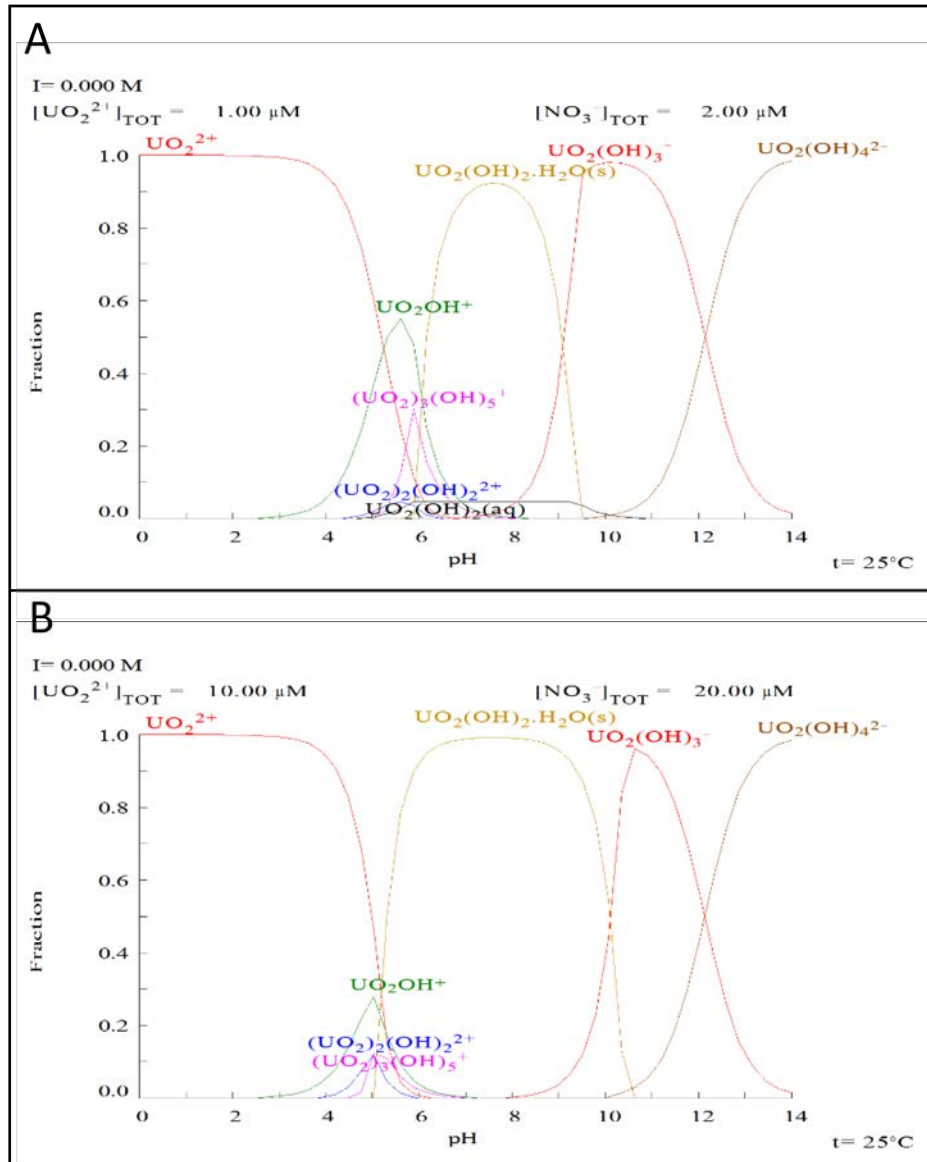 A
I= 0.000 M
[UO₂²⁺]TOT = 1.00 µM [NO₃⁻]TOT = 2.00 µM
UO₂²⁺ UO₂(OH)₃⁻ UO₂(OH)₄²⁻
1.0 UO₂(OH)₂.H₂O(s)
0.8
0.6
UO₂OH⁺
0.4
(UO₂)₃(OH)₅⁺
0.2
(UO₂)₂(OH)₂²⁺
0.0 UO₂(OH)₂(aq)
Fraction
0 2 4 6 8 10 12 14
pH
t= 25°C
B
I= 0.000 M
[UO₂²⁺]TOT = 10.00 µM [NO₃⁻]TOT = 20.00 µM
UO₂²⁺ UO₂(OH)₂.H₂O(s) UO₂(OH)₃⁻ UO₂(OH)₄²⁻
1.0
0.8
0.6
0.4
UO₂OH⁺
0.2
(UO₂)₂(OH)₂²⁺
(UO₂)₃(OH)₅⁺
0.0
Fraction
0 2 4 6 8 10 12 14
pH
t= 25°C